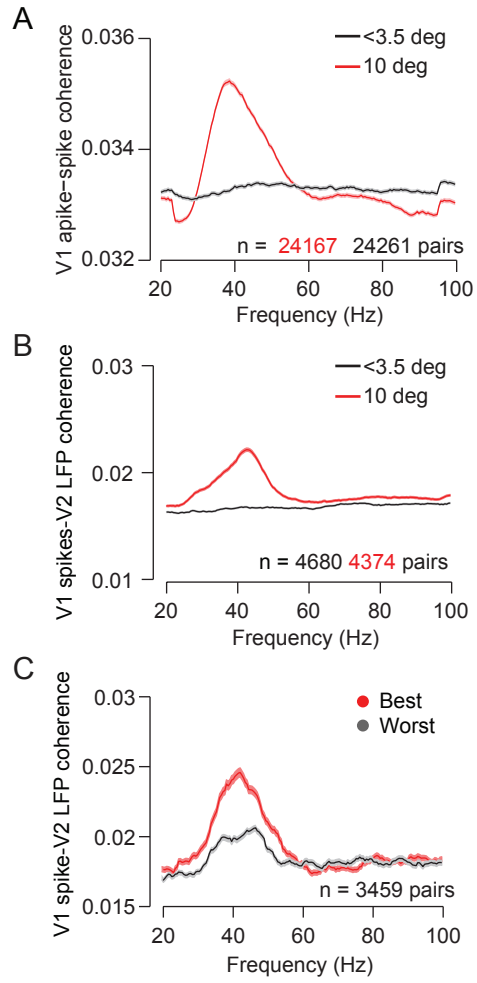 A
V1 apike–spike coherence
0.036
0.034
0.032
<3.5 deg
10 deg
n = 24167 24261 pairs
20 40 60 80 100
Frequency (Hz)
B
V1 spikes-V2 LFP coherence
0.03
0.02
0.01
<3.5 deg
10 deg
n = 4680 4374 pairs
20 40 60 80 100
Frequency (Hz)
C
V1 spike-V2 LFP coherence
0.03
0.025
0.02
0.015
Best
Worst
n = 3459 pairs
20 40 60 80 100
Frequency (Hz)